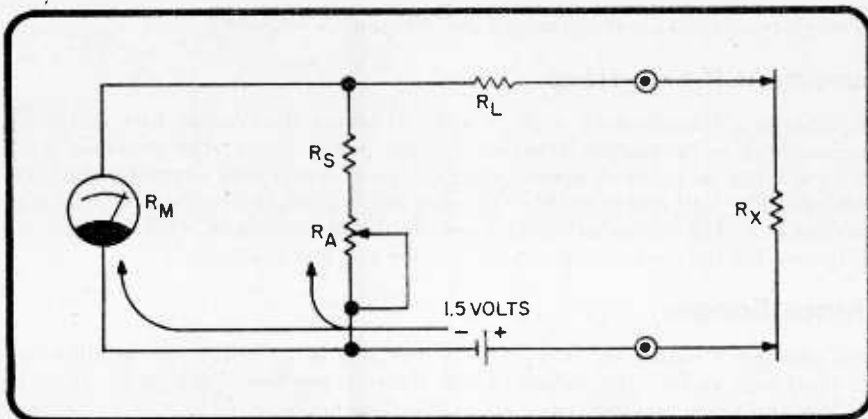 R_L
R_S
R_M
R_A
R_X
1.5 VOLTS
- +